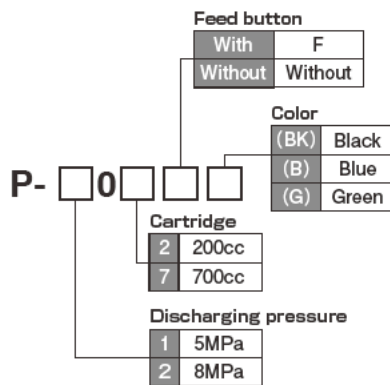 Feed button
With F
Without Without
Color
(BK) Black
(B) Blue
(G) Green
P-□0□□□
Cartridge
2 200cc
7 700cc
Discharging pressure
1 5MPa
2 8MPa